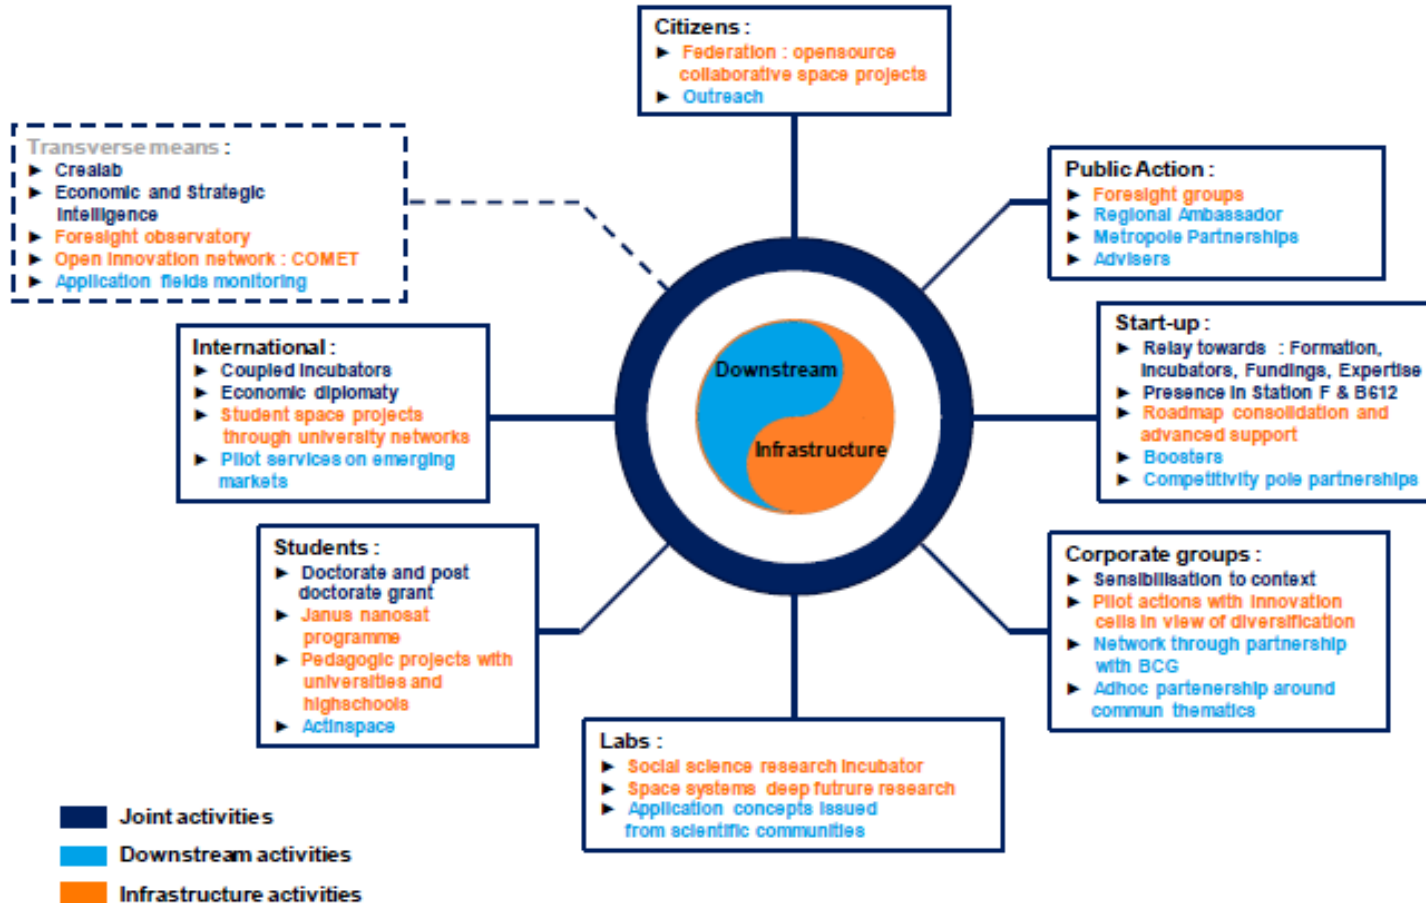 Citizens :
► Federation : opensource
collaborative space projects
► Outreach
Transverse means :
► Crealab
► Economic and Strategic
Intelligence
► Foresight observatory
► Open innovation network : COMET
► Application fields monitoring
Public Action :
► Foresight groups
► Regional Ambassador
► Metropole Partnerships
► Advisers
International :
► Coupled incubators
► Economic diplomaty
► Student space projects
through university networks
► Pilot services on emerging
markets
Downstream
Infrastructure
Start-up :
► Relay towards : Formation,
Incubators, Fundings, Expertise
► Presence in Station F & B612
► Roadmap consolidation and
advanced support
► Boosters
► Competitivity pole partnerships
Students :
► Doctorate and post
doctorate grant
► Janus nanosat
programme
► Pedagogic projects with
universities and
highschools
► Actinspace
Corporate groups :
► Sensibilisation to context
► Pilot actions with innovation
cells in view of diversification
► Network through partnership
with BCG
► Adhoc partenership around
commun thematics
Labs :
► Social science research incubator
► Space systems deep futrure research
► Application concepts issued
from scientific communities
Joint activities
Downstream activities
Infrastructure activities